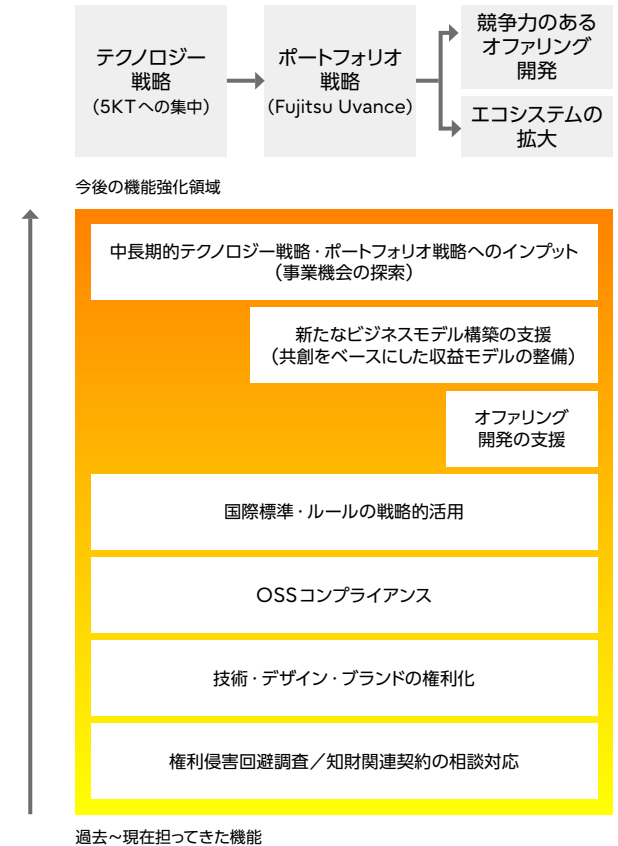 テクノロジー
戦略
（5KTへの集中）
ポートフォリオ
戦略
（Fujitsu Uvance）
競争力のある
オファリング
開発
エコシステムの
拡大
今後の機能強化領域
中長期的テクノロジー戦略・ポートフォリオ戦略へのインプット
（事業機会の探索）
新たなビジネスモデル構築の支援
（共創をベースにした収益モデルの整備）
オファリング
開発の支援
国際標準・ルールの戦略的活用
OSSコンプライアンス
技術・デザイン・ブランドの権利化
権利侵害回避調査／知財関連契約の相談対応
過去～現在担ってきた機能